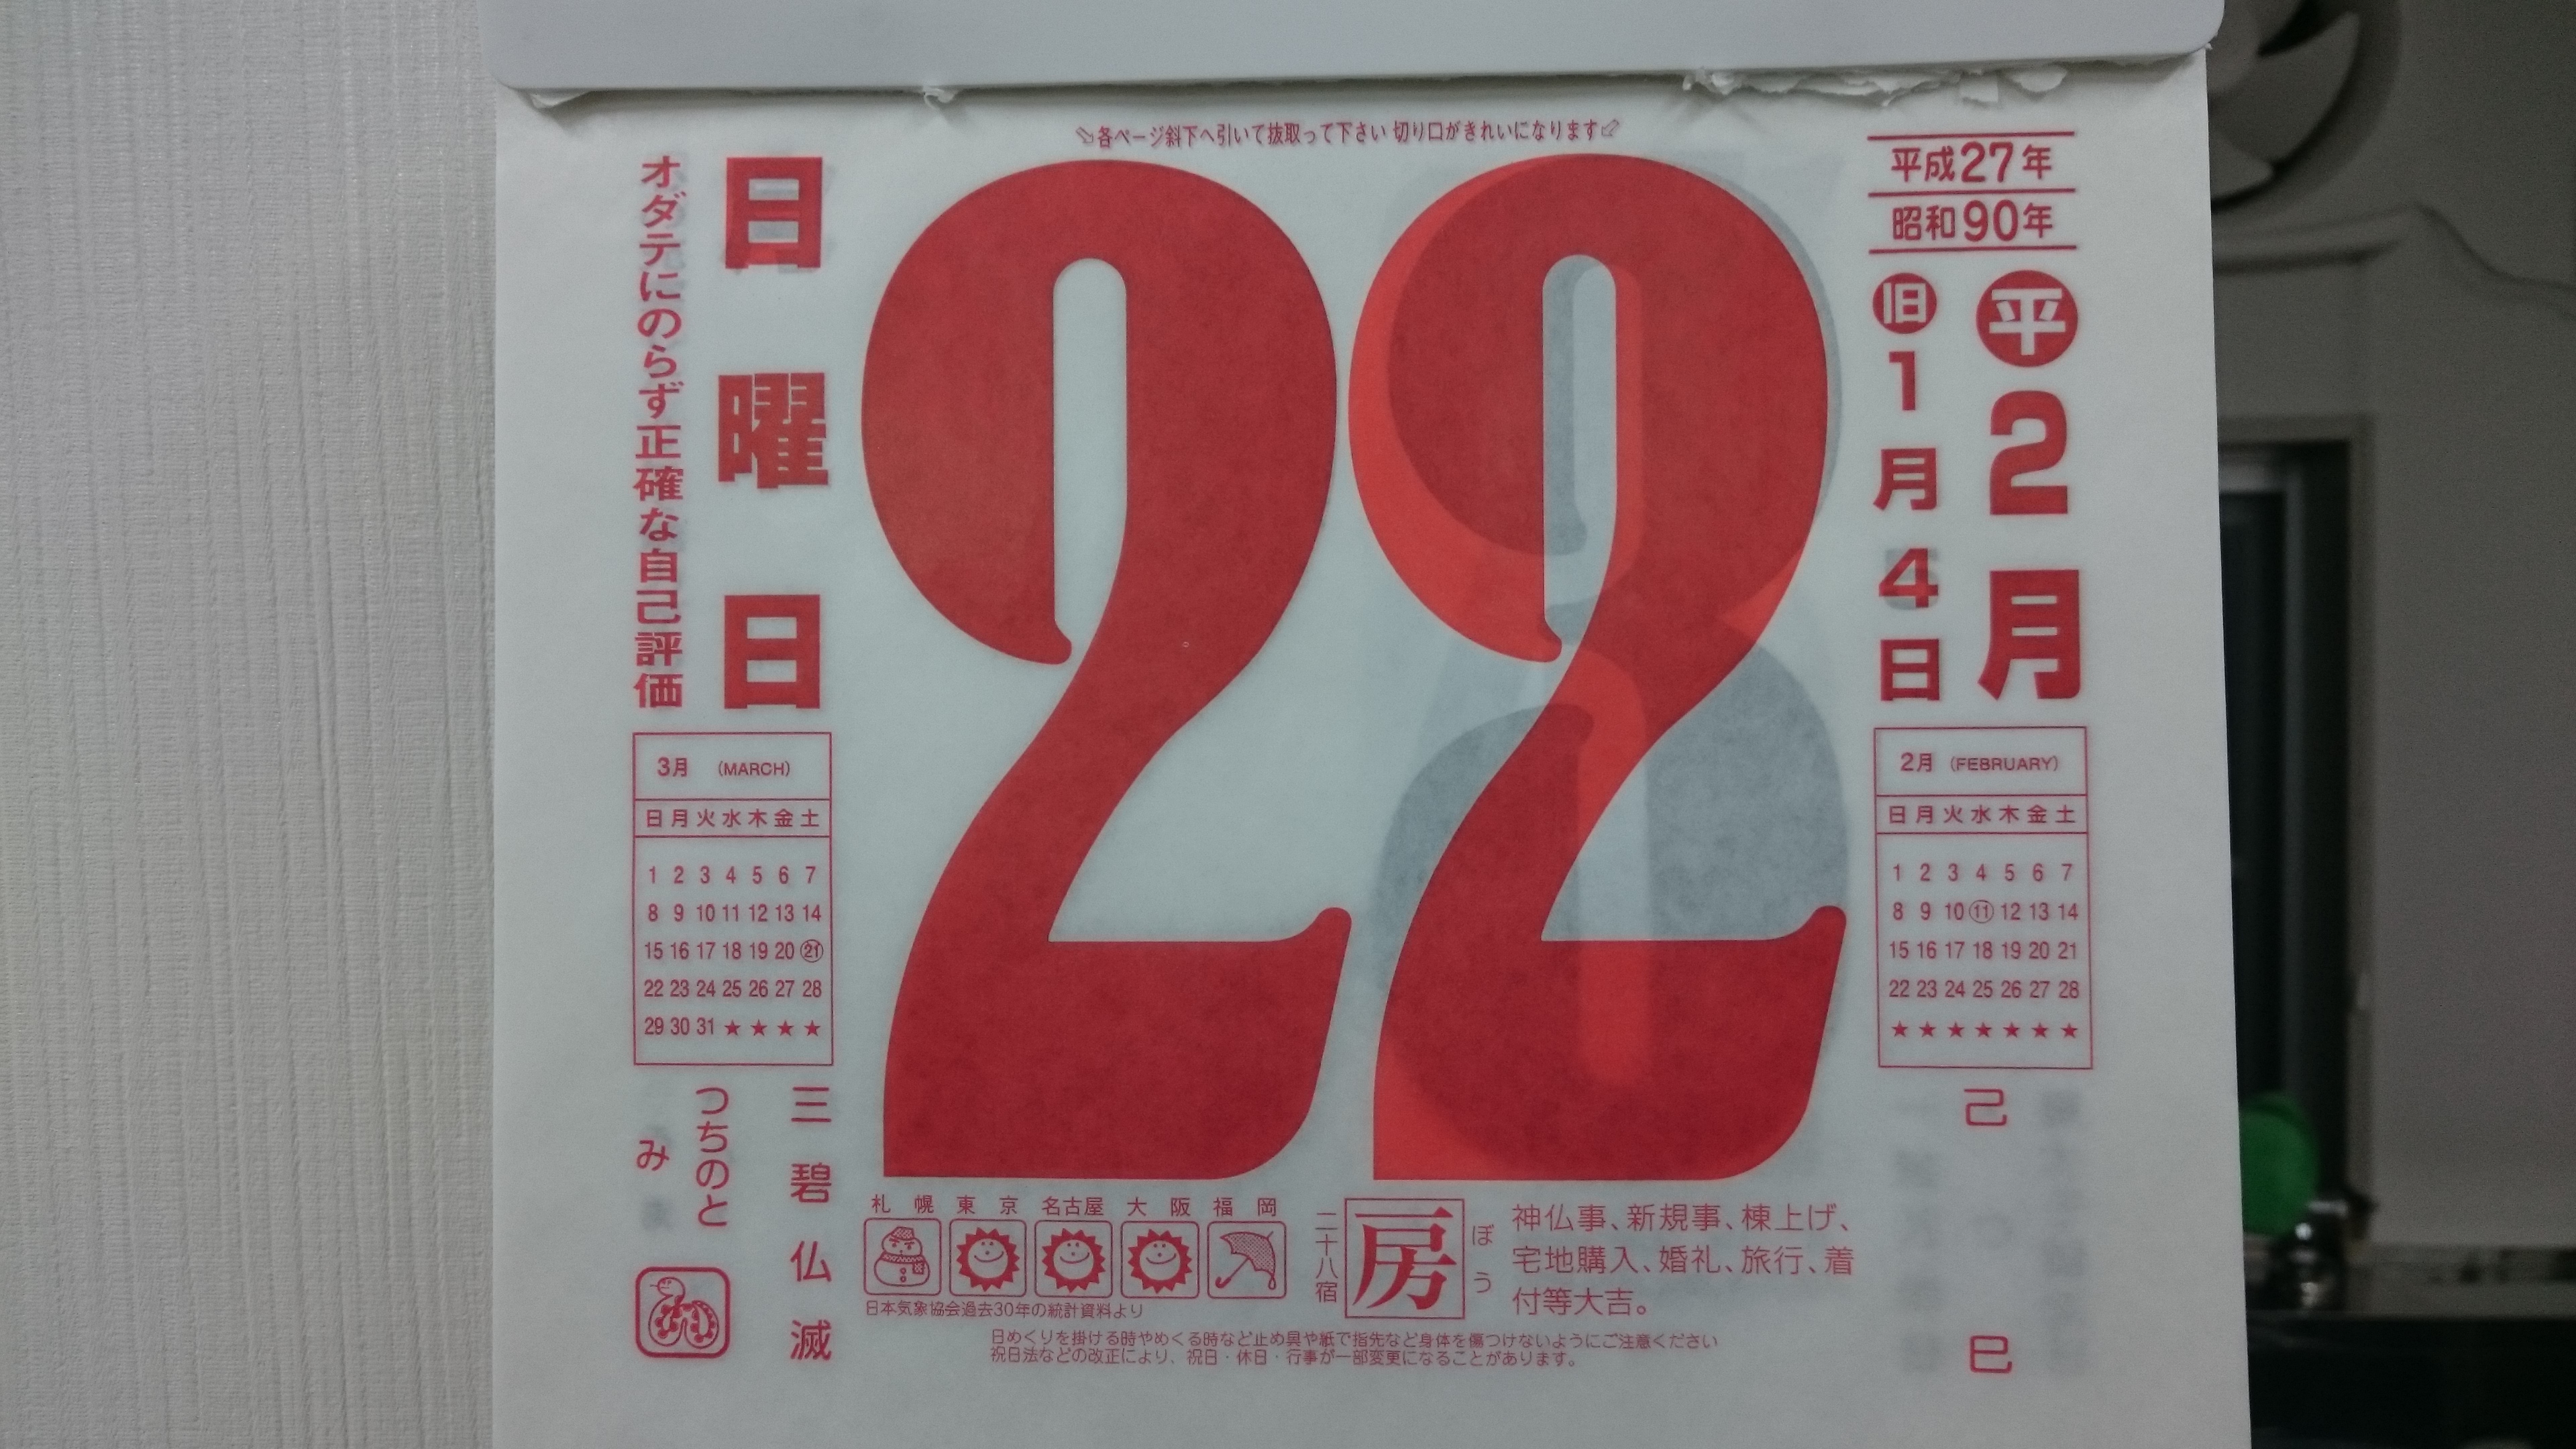 各ページ斜下へ引いて抜取って下さい 切り口がきれいになります
平成27年
昭和90年
平2月
旧1月4日
22
日曜日
オダテにのらず正確な自己評価
2月 (FEBRUARY)
日 月 火 水 木 金 土
1 2 3 4 5 6 7
8 9 10 11 12 13 14
15 16 17 18 19 20 21
22 23 24 25 26 27 28
★ ★ ★ ★ ★ ★ ★
3月 (MARCH)
日 月 火 水 木 金 土
1 2 3 4 5 6 7
8 9 10 11 12 13 14
15 16 17 18 19 20 21
22 23 24 25 26 27 28
29 30 31 ★ ★ ★ ★
己巳
三碧仏滅
つちのと
み
札幌 東京 名古屋 大阪 福岡
日本気象協会過去30年の統計資料より
二十八宿
房
ぼう
神仏事、新規事、棟上げ、
宅地購入、婚礼、旅行、着
付等大吉。
日めくりを掛ける時やめくる時など止め具や紙で指先など身体を傷つけないようにご注意ください
祝日法などの改正により、祝日・休日・行事が一部変更になることがあります。